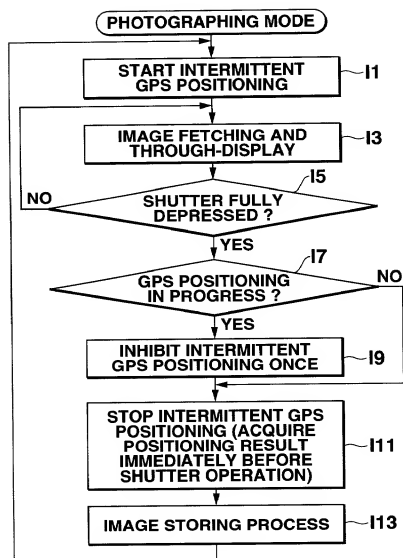 PHOTOGRAPHING MODE
START INTERMITTENT
GPS POSITIONING
I1
IMAGE FETCHING AND
THROUGH-DISPLAY
I3
I5
NO
SHUTTER FULLY
DEPRESSED ?
YES
I7
GPS POSITIONING
IN PROGRESS ?
NO
YES
INHIBIT INTERMITTENT
GPS POSITIONING ONCE
I9
STOP INTERMITTENT GPS
POSITIONING (ACQUIRE
POSITIONING RESULT
IMMEDIATELY BEFORE
SHUTTER OPERATION)
I11
IMAGE STORING PROCESS
I13